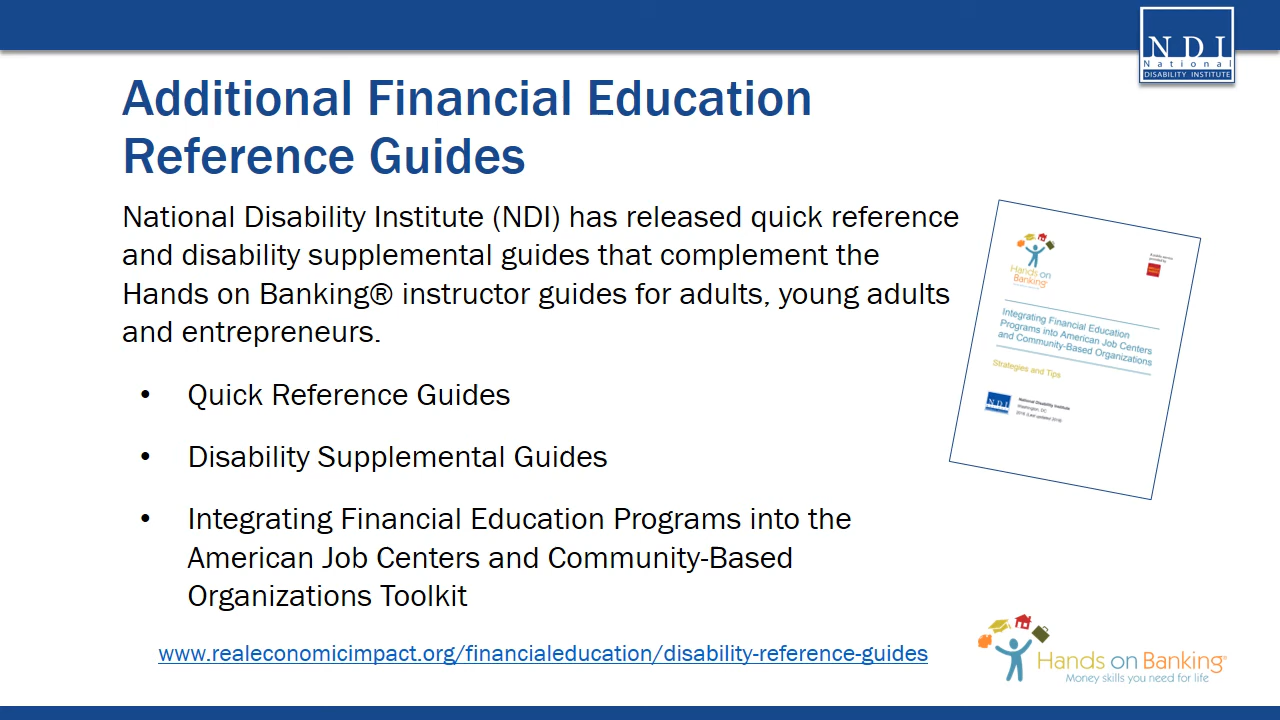 NDI
National
DISABILITY INSTITUTE
Additional Financial Education
Reference Guides
National Disability Institute (NDI) has released quick reference
and disability supplemental guides that complement the
Hands on Banking® instructor guides for adults, young adults
and entrepreneurs.
• Quick Reference Guides
• Disability Supplemental Guides
• Integrating Financial Education Programs into the
American Job Centers and Community-Based
Organizations Toolkit
www.realeconomicimpact.org/financialeducation/disability-reference-guides
Hands on
Banking®
Integrating Financial Education
Programs into American Job Centers
and Community-Based Organizations
Strategies and Tips
NDI
National Disability Institute
Washington, DC
Hands on Banking®
Money skills you need for life